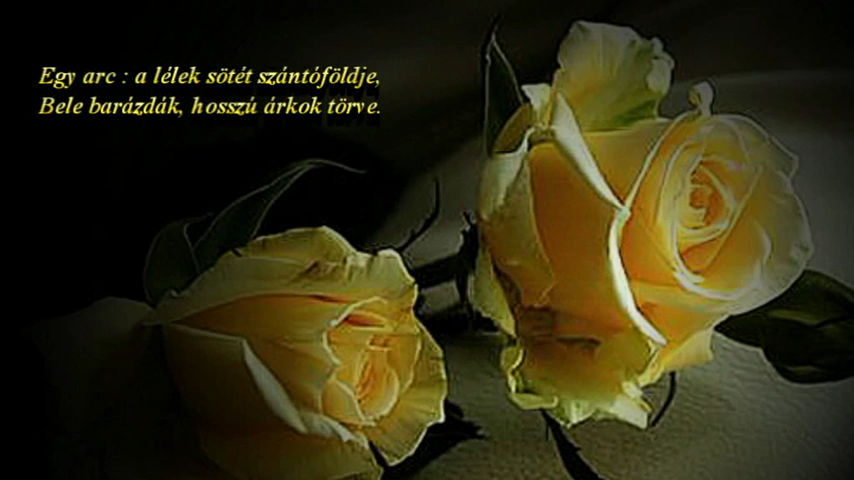 Egy arc : a lélek sötét szántóföldje,
Bele barázdák, hosszú árkok törve.